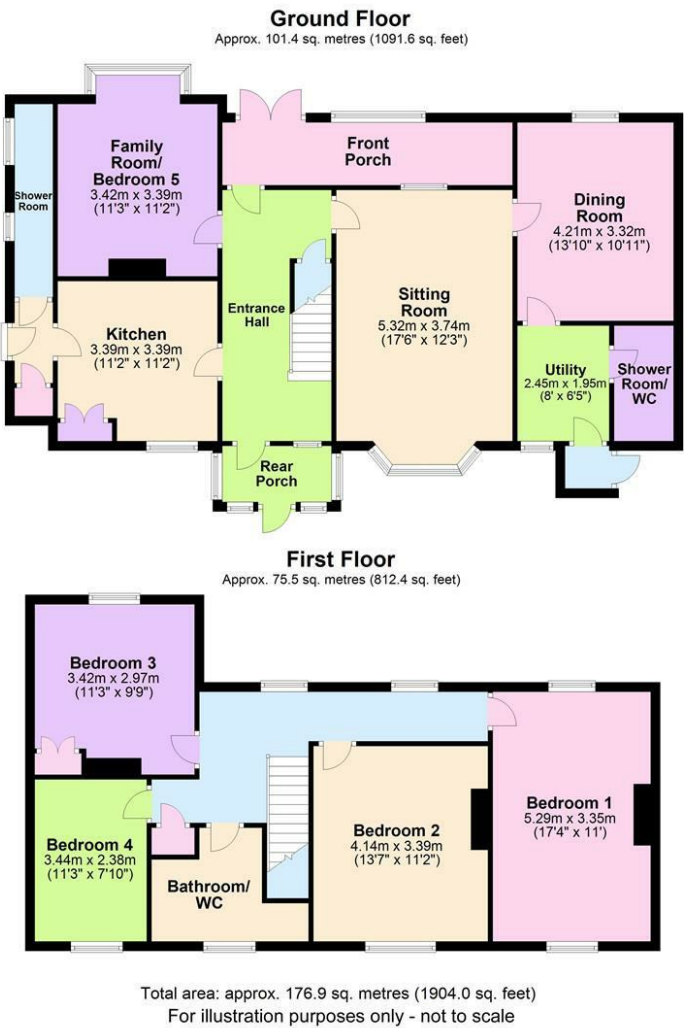 Ground Floor
Approx. 101.4 sq. metres (1091.6 sq. feet)
Family
Room/
Bedroom 5
3.42m x 3.39m
(11'3" x 11'2")
Front
Porch
Shower
Room
Dining
Room
4.21m x 3.32m
(13'10" x 10'11")
Entrance
Hall
Sitting
Room
5.32m x 3.74m
(17'6" x 12'3")
Kitchen
3.39m x 3.39m
(11'2" x 11'2")
Utility
2.45m x 1.95m
(8' x 6'5")
Shower
Room/
WC
Rear
Porch
First Floor
Approx. 75.5 sq. metres (812.4 sq. feet)
Bedroom 3
3.42m x 2.97m
(11'3" x 9'9")
Bedroom 1
5.29m x 3.35m
(17'4" x 11')
Bedroom 2
4.14m x 3.39m
(13'7" x 11'2")
Bedroom 4
3.44m x 2.38m
(11'3" x 7'10")
Bathroom/
WC
Total area: approx. 176.9 sq. metres (1904.0 sq. feet)
For illustration purposes only - not to scale